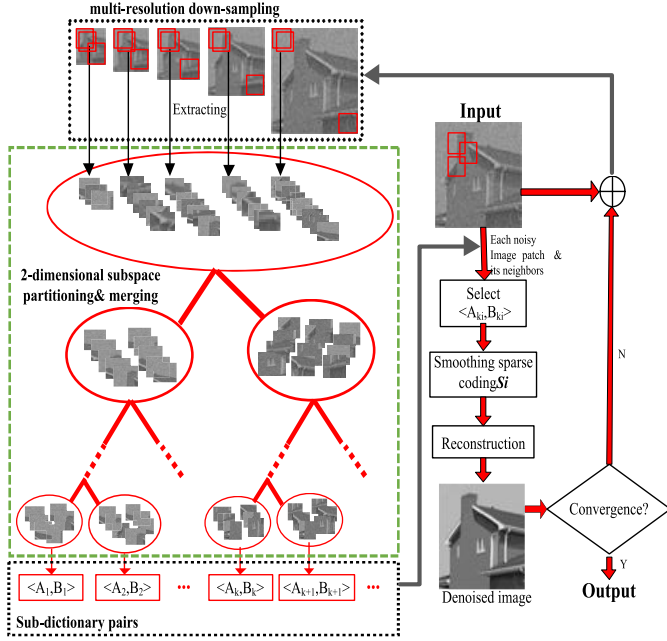 multi-resolution down-sampling
Extracting
Input
Each noisy
Image patch &
its neighbors
2-dimensional subspace
partitioning& merging
Select
<Aki,Bki>
Smoothing sparse
codingSi
N
Reconstruction
Convergence?
Y
Output
Denoised image
<A1,B1>
<A2,B2>
...
<Ak,Bk>
<Ak+1,Bk+1>
...
Sub-dictionary pairs